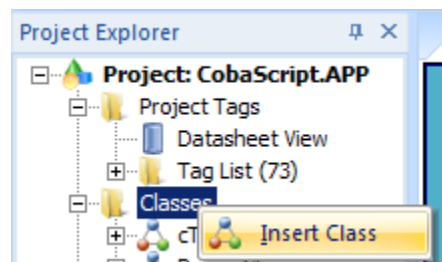 Project Explorer
Project: CobaScript.APP
Project Tags
Datasheet View
Tag List (73)
Classes
Insert Class